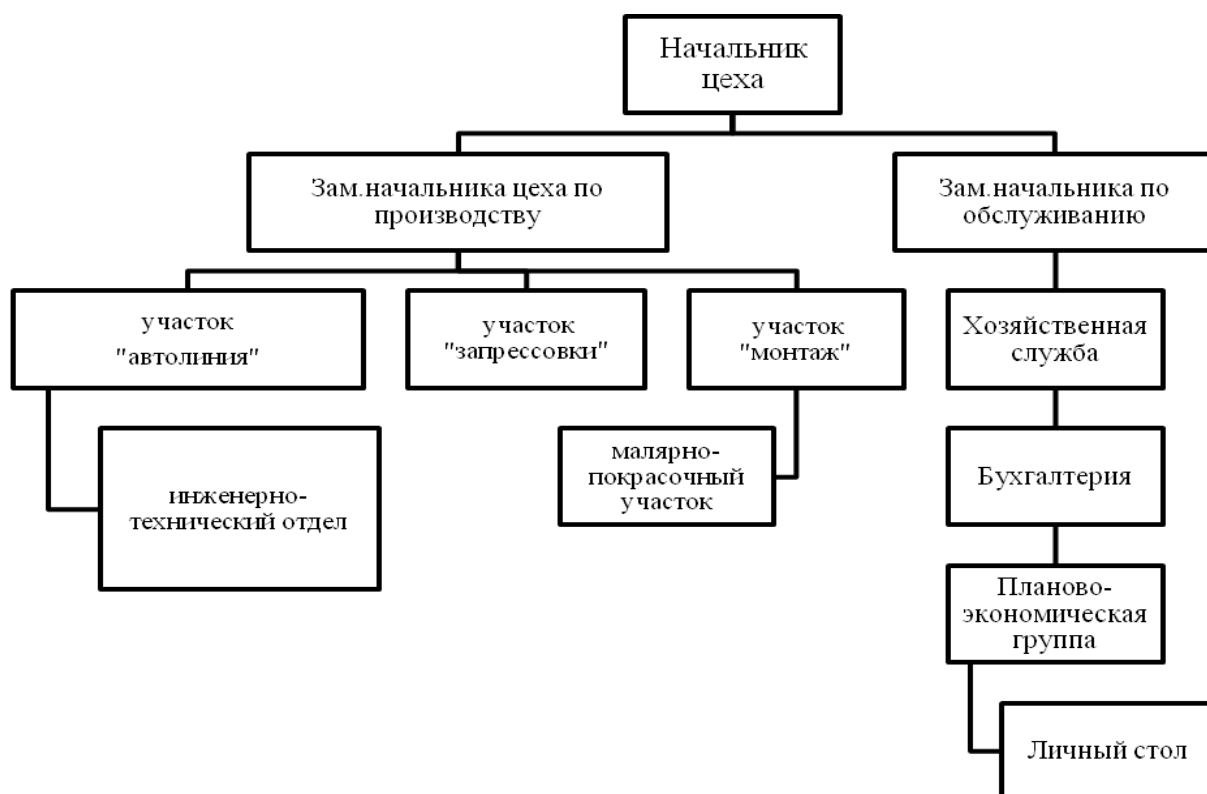 Начальник
цеха
Зам.начальника цеха по
производству
Зам.начальника по
обслуживанию
участок
"автолиния"
участок
"запрессовки"
участок
"монтаж"
Хозяйственная
служба
инженерно-
технический отдел
малярно-
покрасочный
участок
Бухгалтерия
Планово-
экономическая
группа
Личный стол